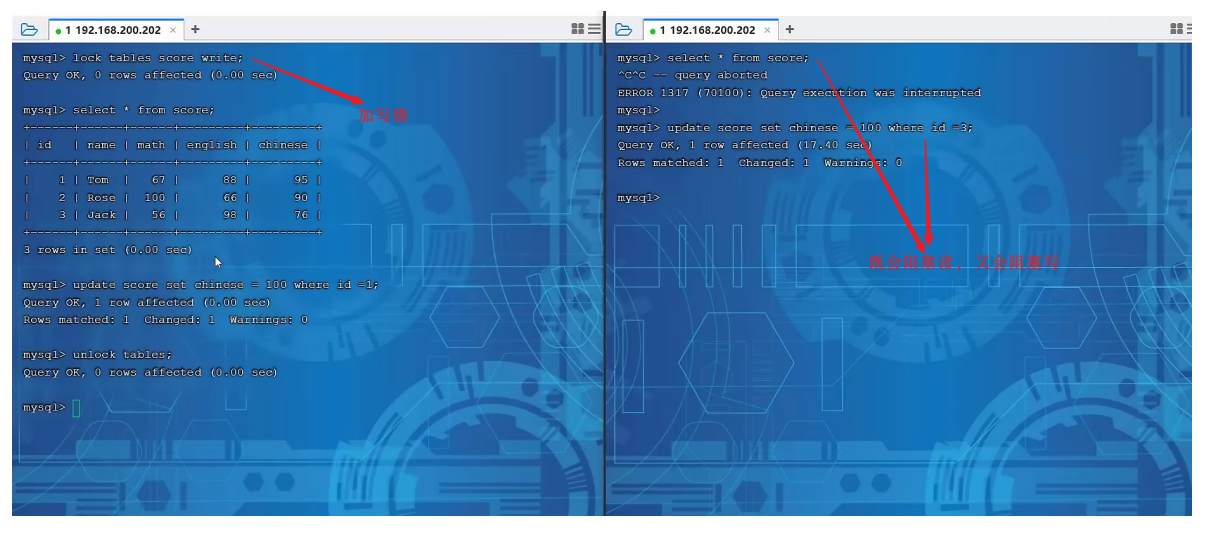 1 192.168.200.202 × +
mysql> lock tables score write;
Query OK, 0 rows affected (0.00 sec)
加写锁
mysql> select * from score;
+------+------+------+---------+---------+
| id   | name | math | english | chinese |
+------+------+------+---------+---------+
|    1 | Tom  |   67 |      88 |      95 |
|    2 | Rose |  100 |      66 |      90 |
|    3 | Jack |   56 |      98 |      76 |
+------+------+------+---------+---------+
3 rows in set (0.00 sec)
mysql> update score set chinese = 100 where id =1;
Query OK, 1 row affected (0.00 sec)
Rows matched: 1  Changed: 1  Warnings: 0
mysql> unlock tables;
Query OK, 0 rows affected (0.00 sec)
mysql>
1 192.168.200.202 × +
mysql> select * from score;
^C^C -- query aborted
ERROR 1317 (70100): Query execution was interrupted
mysql>
mysql> update score set chinese = 100 where id =3;
Query OK, 1 row affected (17.40 sec)
Rows matched: 1  Changed: 1  Warnings: 0
mysql>
既会阻塞读，又会阻塞写